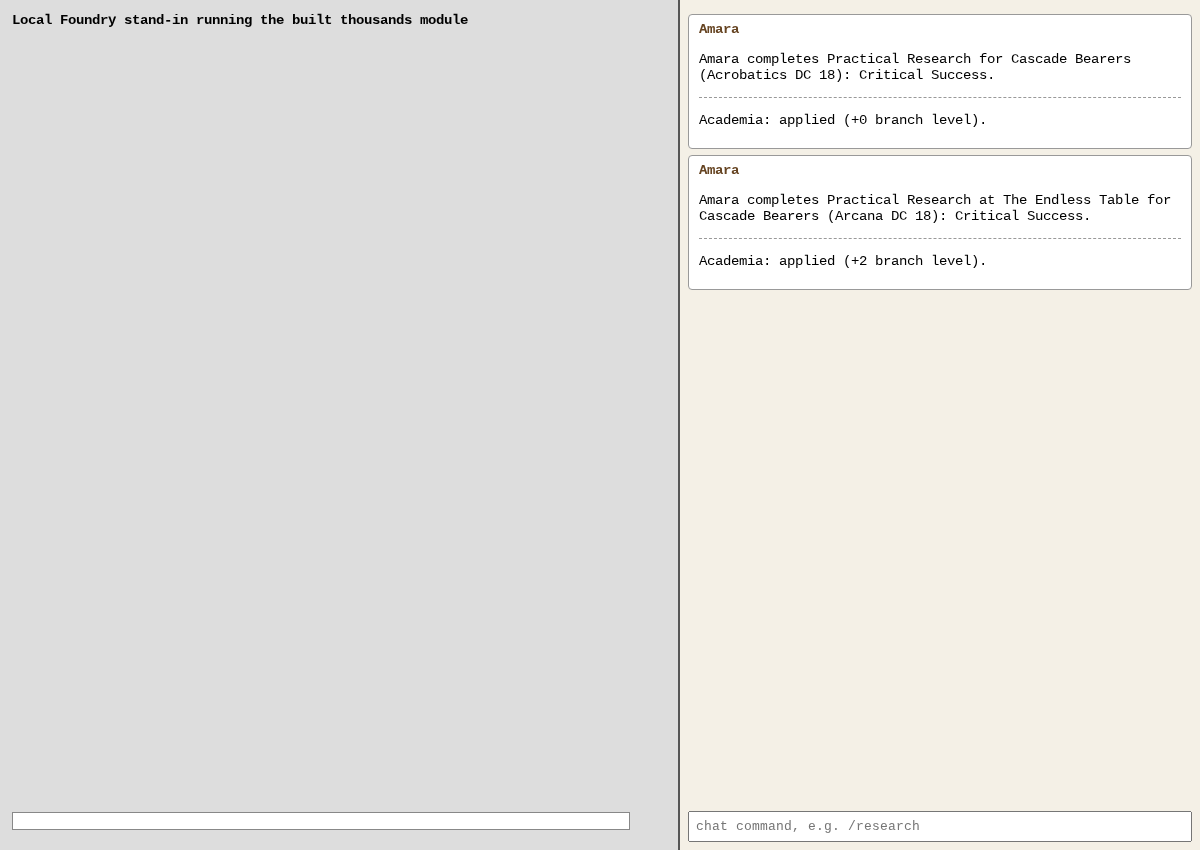 Local Foundry stand-in running the built thousands module
Amara
Amara completes Practical Research for Cascade Bearers
(Acrobatics DC 18): Critical Success.
Academia: applied (+0 branch level).
Amara
Amara completes Practical Research at The Endless Table for
Cascade Bearers (Arcana DC 18): Critical Success.
Academia: applied (+2 branch level).
chat command, e.g. /research